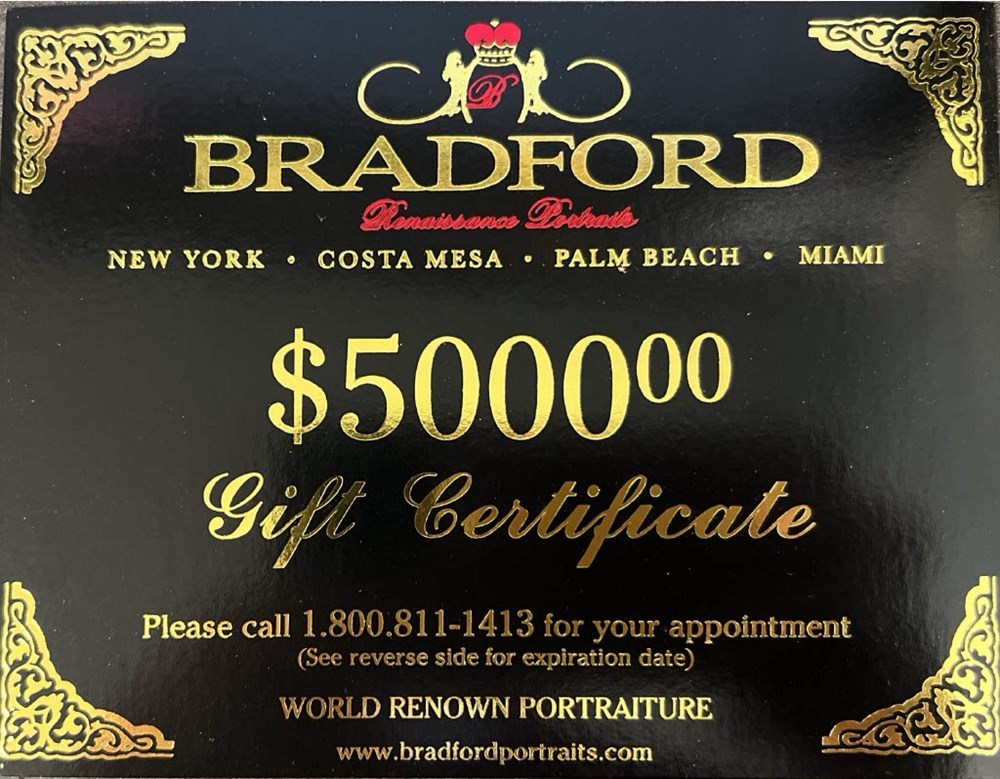 B
BRADFORD
Renaissance Portraits
NEW YORK • COSTA MESA • PALM BEACH • MIAMI
$500000
Gift Certificate
Please call 1.800.811-1413 for your appointment
(See reverse side for expiration date)
WORLD RENOWN PORTRAITURE
www.bradfordportraits.com